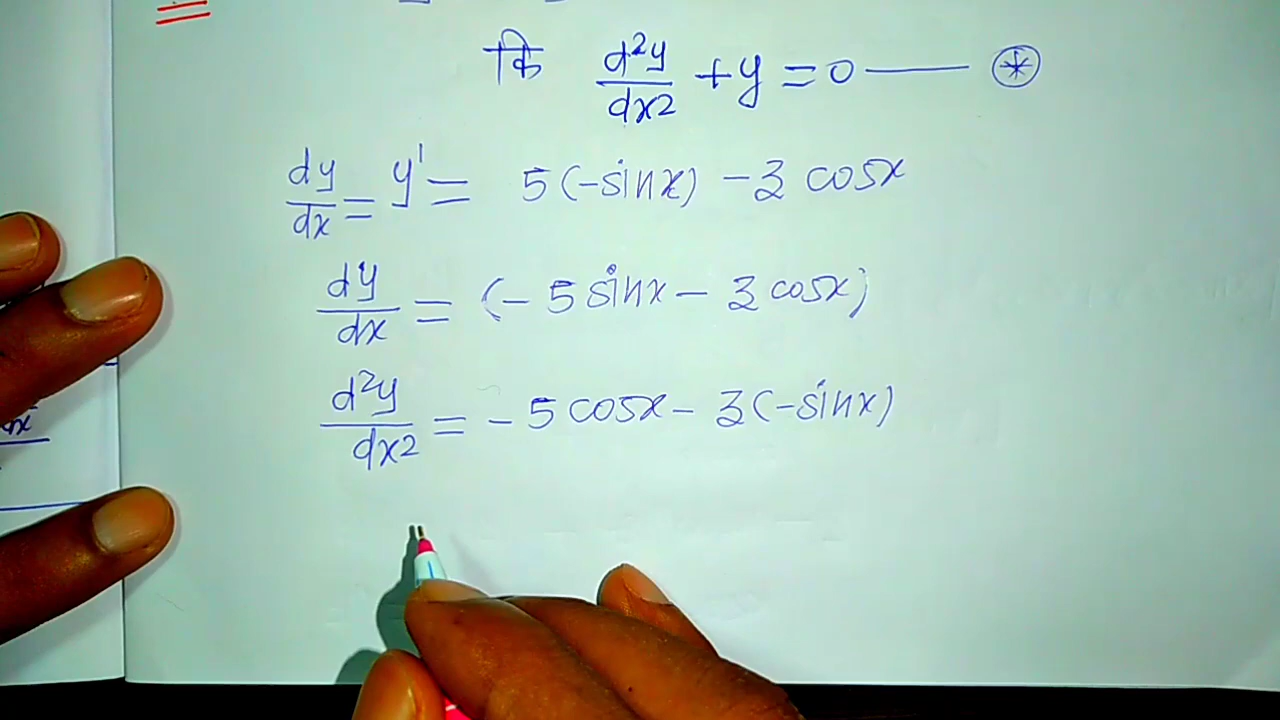 कि d²y/dx2 + y = 0 —— ⊛
dy/dx = y' = 5(-sinx) - 3 cosx
dy/dx = (- 5 sinx - 3 cosx)
d²y/dx2 = - 5 cosx - 3(-sinx)